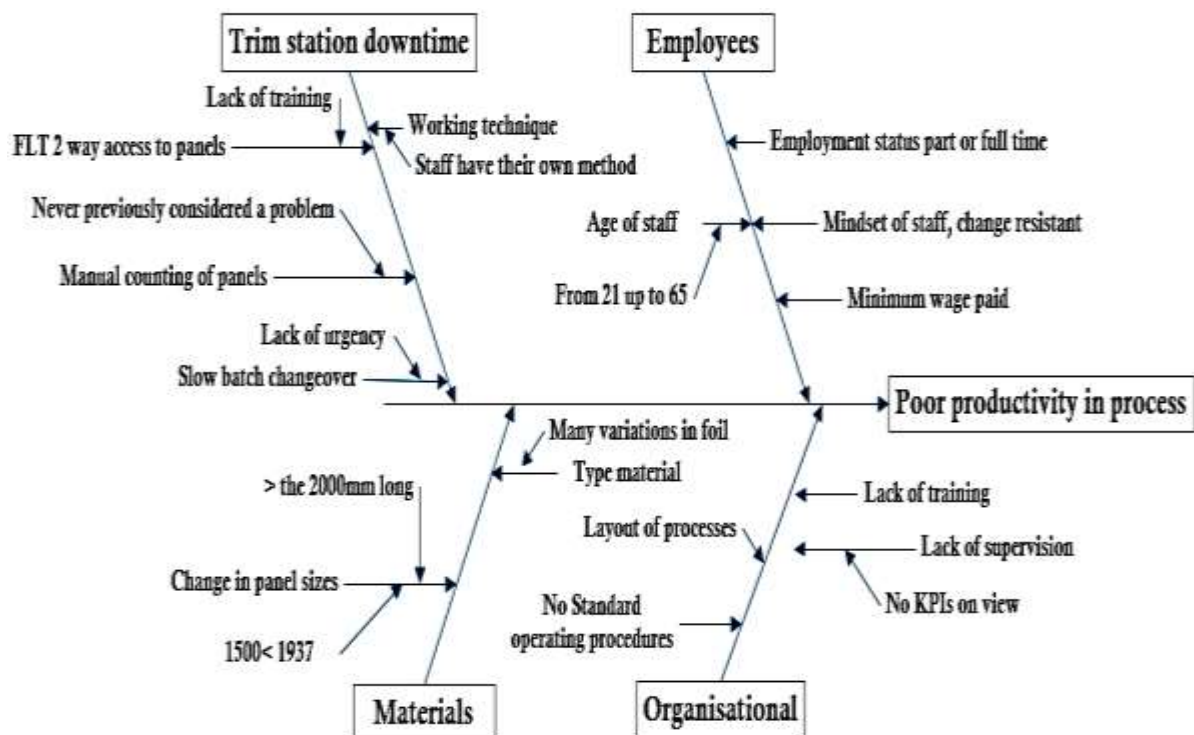 Trim station downtime
Employees
Lack of training
Working technique
FLT 2 way access to panels
Staff have their own method
Employment status part or full time
Never previously considered a problem
Age of staff
Mindset of staff, change resistant
Manual counting of panels
From 21 up to 65
Minimum wage paid
Lack of urgency
Slow batch changeover
Poor productivity in process
Many variations in foil
Type material
> the 2000mm long
Lack of training
Layout of processes
Lack of supervision
Change in panel sizes
No KPIs on view
No Standard
operating procedures
1500< 1937
Materials
Organisational